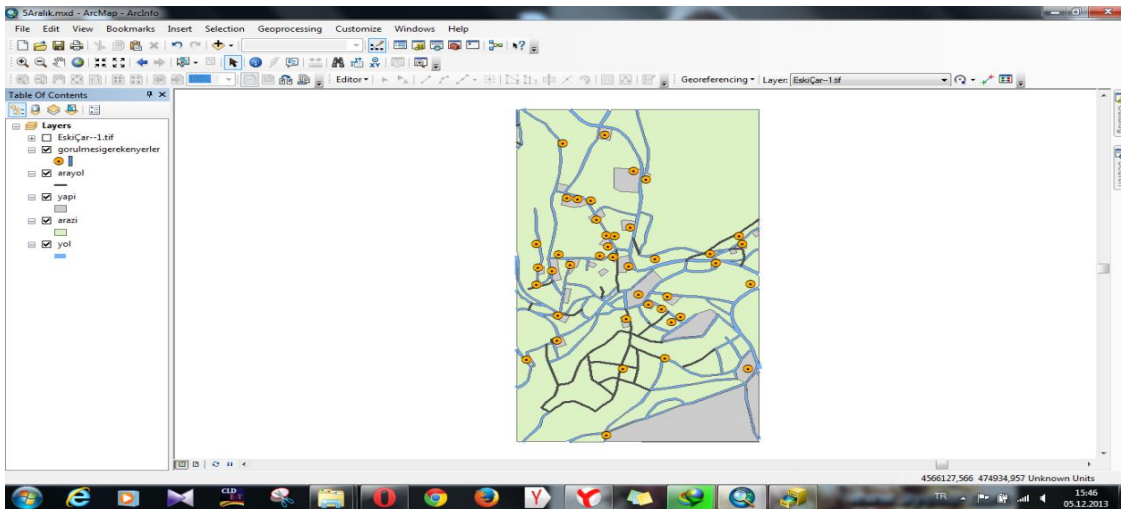 5Aralık.mxd - ArcMap - ArcInfo
File Edit View Bookmarks Insert Selection Geoprocessing Customize Windows Help
100% Editor Georeferencing Layer: EskiÇar--1.tif
Table Of Contents
Layers
EskiÇar--1.tif
gorulmesigerekenyerler
arayol
yapi
arazi
yol
4566127,566 474934,957 Unknown Units
CLD
E-T
TR
15:46
05.12.2013